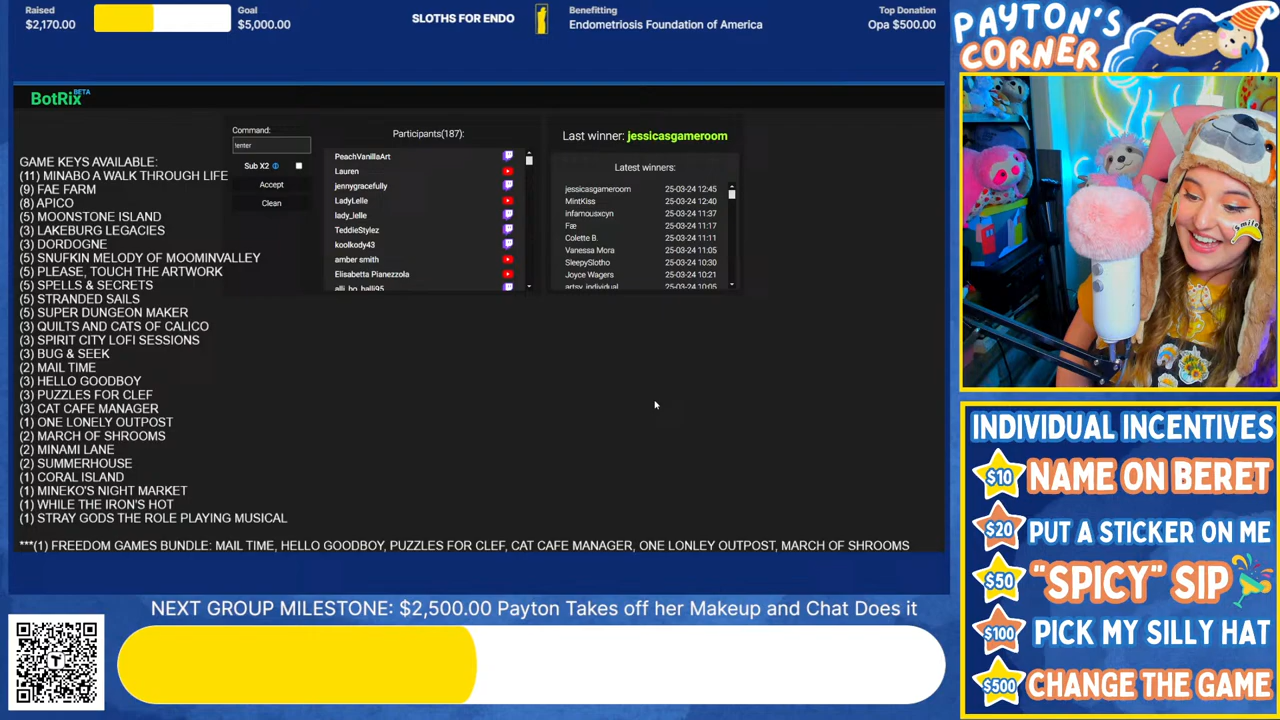 Raised
$2,170.00
Goal
$5,000.00
SLOTHS FOR ENDO
Benefitting
Endometriosis Foundation of America
Top Donation
Opa $500.00
PAYTON'S
CORNER
BotRix BETA
Command:
!enter
Sub X2
Accept
Clean
Participants(187):
PeachVanillaArt
Lauren
jennygracefully
LadyLelle
lady_lelle
TeddieStylez
koolkody43
amber smith
Elisabetta Pianezzola
alli_bo_balli95
Last winner: jessicasgameroom
Latest winners:
jessicasgameroom 25-03-24 12:45
MintKiss 25-03-24 12:40
Infamousxcyn 25-03-24 11:37
Fæ 25-03-24 11:17
Colette B. 25-03-24 11:11
Vanessa Mora 25-03-24 11:05
SleepySlotho 25-03-24 10:30
Joyce Wagers 25-03-24 10:21
artsy_individual 25-03-24 10:05
GAME KEYS AVAILABLE:
(11) MINABO A WALK THROUGH LIFE
(9) FAE FARM
(8) APICO
(5) MOONSTONE ISLAND
(3) LAKEBURG LEGACIES
(3) DORDOGNE
(5) SNUFKIN MELODY OF MOOMINVALLEY
(5) PLEASE, TOUCH THE ARTWORK
(5) SPELLS & SECRETS
(5) STRANDED SAILS
(5) SUPER DUNGEON MAKER
(3) QUILTS AND CATS OF CALICO
(3) SPIRIT CITY LOFI SESSIONS
(3) BUG & SEEK
(2) MAIL TIME
(3) HELLO GOODBOY
(3) PUZZLES FOR CLEF
(3) CAT CAFE MANAGER
(1) ONE LONELY OUTPOST
(2) MARCH OF SHROOMS
(2) MINAMI LANE
(2) SUMMERHOUSE
(1) CORAL ISLAND
(1) MINEKO'S NIGHT MARKET
(1) WHILE THE IRON'S HOT
(1) STRAY GODS THE ROLE PLAYING MUSICAL
***(1) FREEDOM GAMES BUNDLE: MAIL TIME, HELLO GOODBOY, PUZZLES FOR CLEF, CAT CAFE MANAGER, ONE LONLEY OUTPOST, MARCH OF SHROOMS
smile
INDIVIDUAL INCENTIVES
$10 NAME ON BERET
$20 PUT A STICKER ON ME
$50 "SPICY" SIP
$100 PICK MY SILLY HAT
$500 CHANGE THE GAME
NEXT GROUP MILESTONE: $2,500.00 Payton Takes off her Makeup and Chat Does it